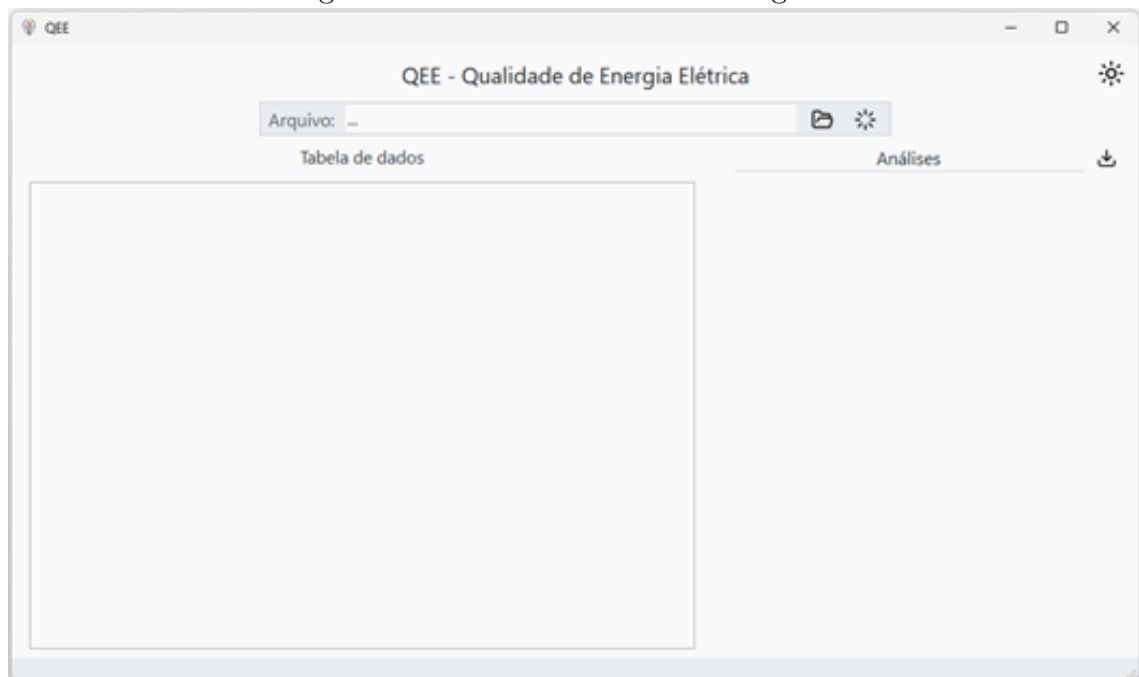 QEE
QEE - Qualidade de Energia Elétrica
Arquivo: ...
Tabela de dados
Análises